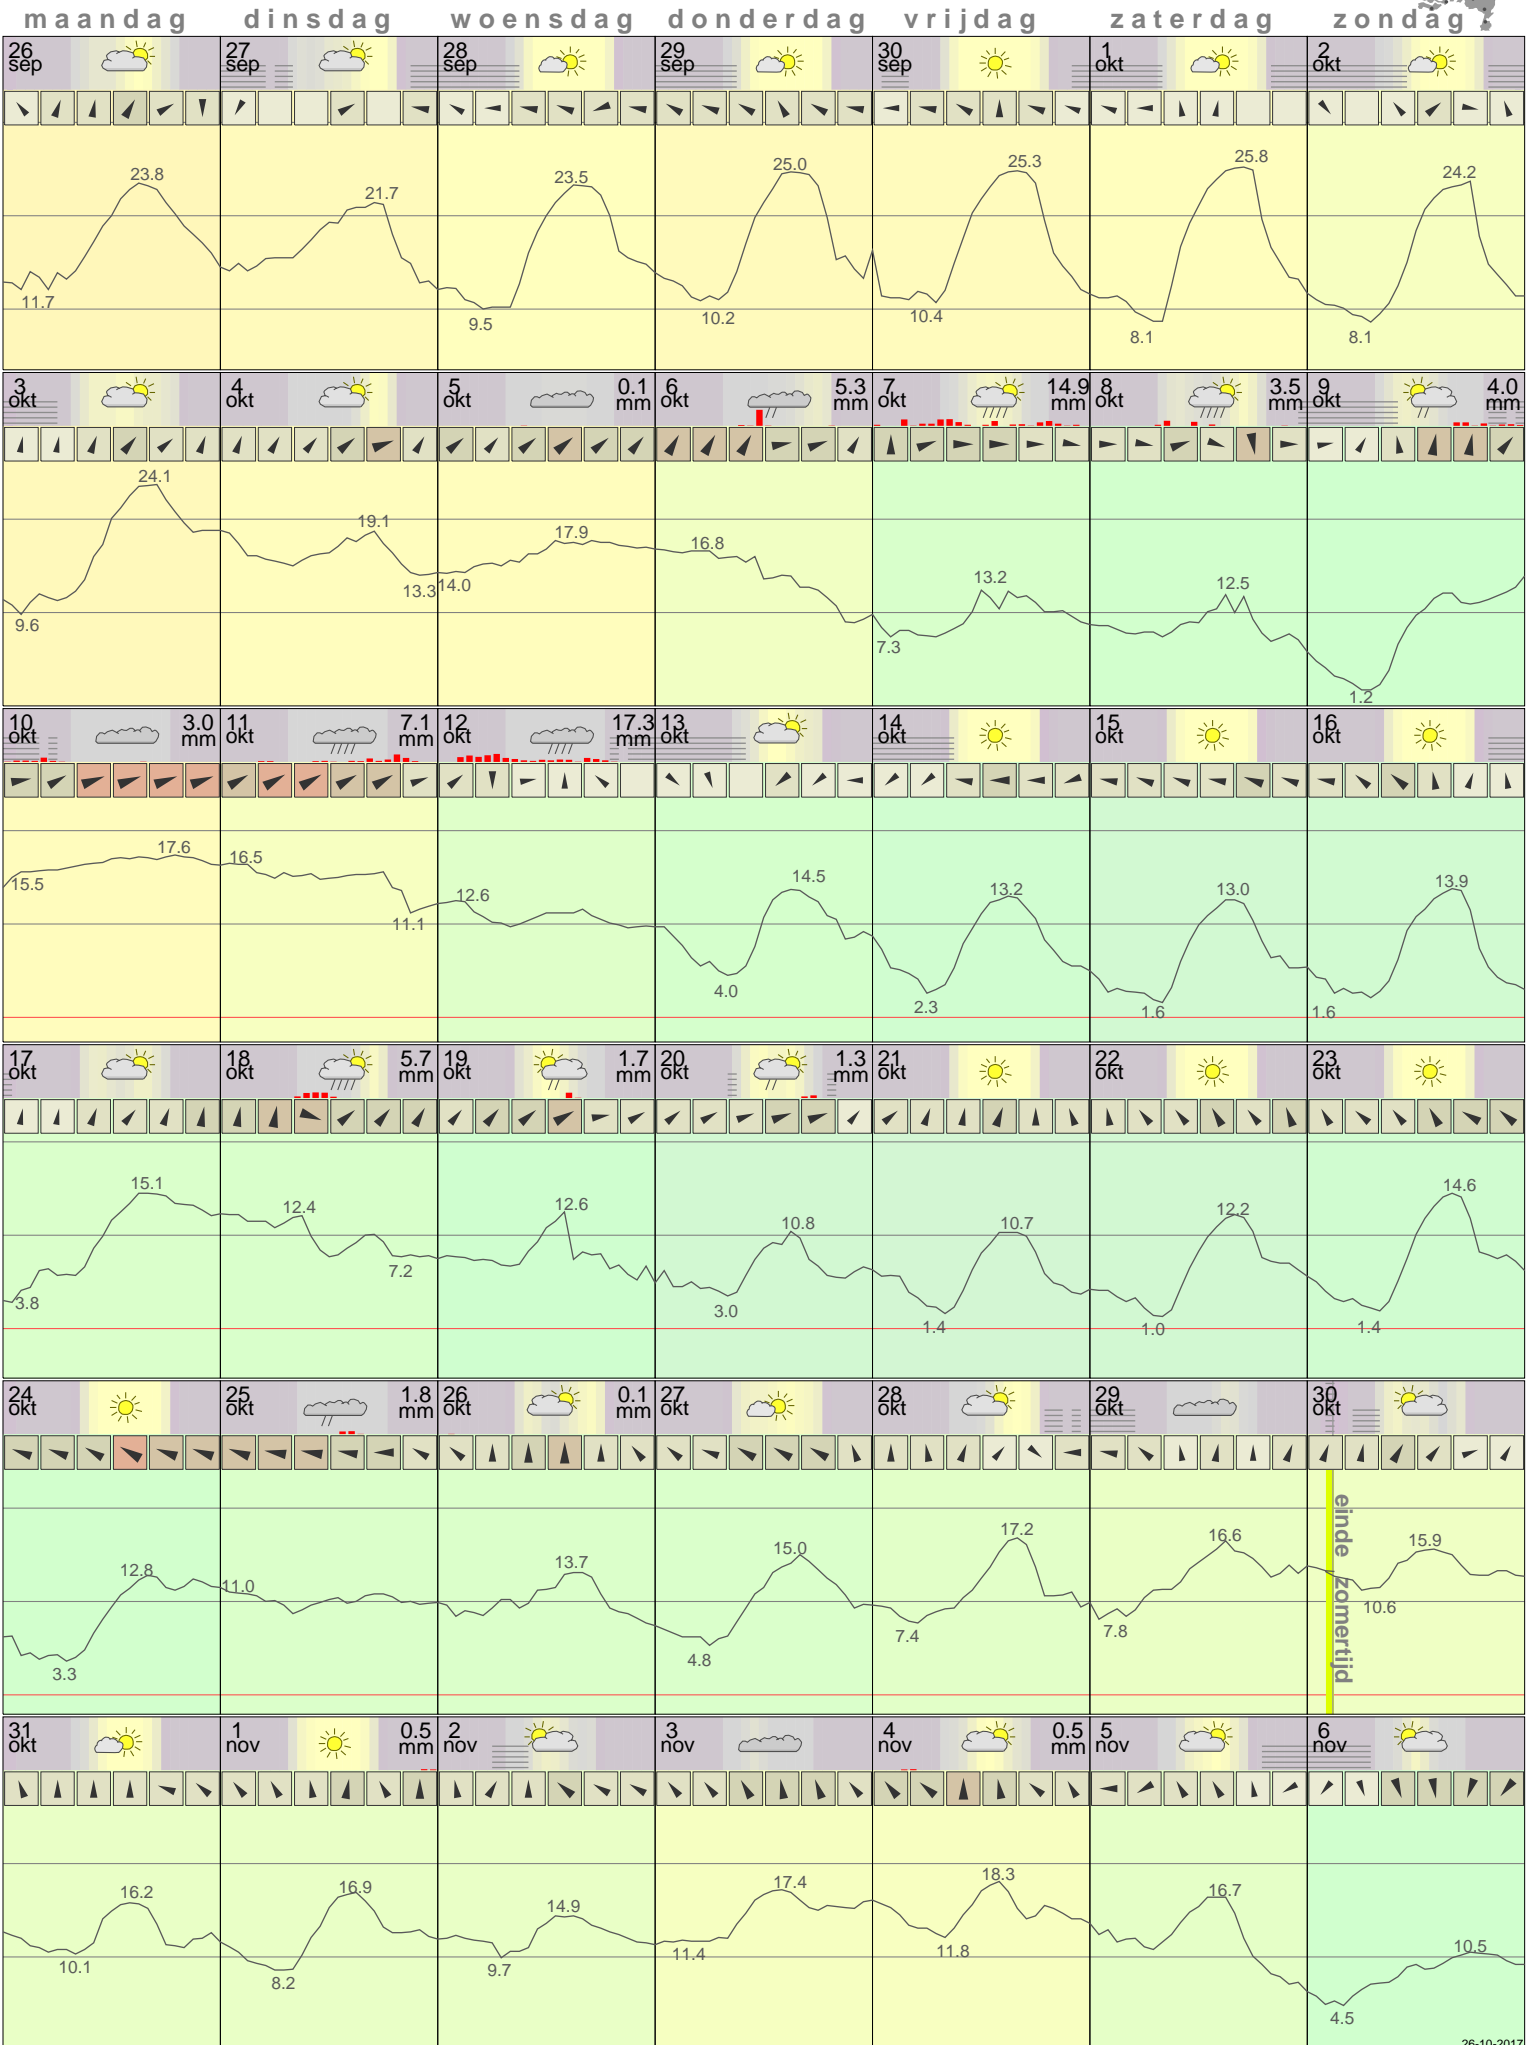 maandag dinsdag woensdag donderdag vrijdag zaterdag zondag
26 sep 27 sep 28 sep 29 sep 30 sep 1 okt 2 okt
23.8 21.7 23.5 25.0 25.3 25.8 24.2
11.7 9.5 10.2 10.4 8.1 8.1
3 okt 4 okt 5 okt 0.1 mm 6 okt 5.3 mm 7 okt 14.9 mm 8 okt 3.5 mm 9 okt 4.0 mm
24.1 19.1 17.9 16.8 13.2 12.5
9.6 13.3 14.0 7.3 1.2
10 okt 3.0 mm 11 okt 7.1 mm 12 okt 17.3 mm 13 okt 14 okt 15 okt 16 okt
17.6 16.5 12.6 14.5 13.2 13.0 13.9
15.5 11.1 4.0 2.3 1.6 1.6
17 okt 18 okt 5.7 mm 19 okt 1.7 mm 20 okt 1.3 mm 21 okt 22 okt 23 okt
15.1 12.4 12.6 10.8 10.7 12.2 14.6
3.8 7.2 3.0 1.4 1.0 1.4
24 okt 25 okt 1.8 mm 26 okt 0.1 mm 27 okt 28 okt 29 okt 30 okt
12.8 11.0 13.7 15.0 17.2 16.6 15.9
3.3 4.8 7.4 7.8 10.6
einde zomertijd
31 okt 1 nov 0.5 mm 2 nov 3 nov 4 nov 0.5 mm 5 nov 6 nov
16.2 16.9 14.9 17.4 18.3 16.7 10.5
10.1 8.2 9.7 11.4 11.8 4.5
26-10-2017